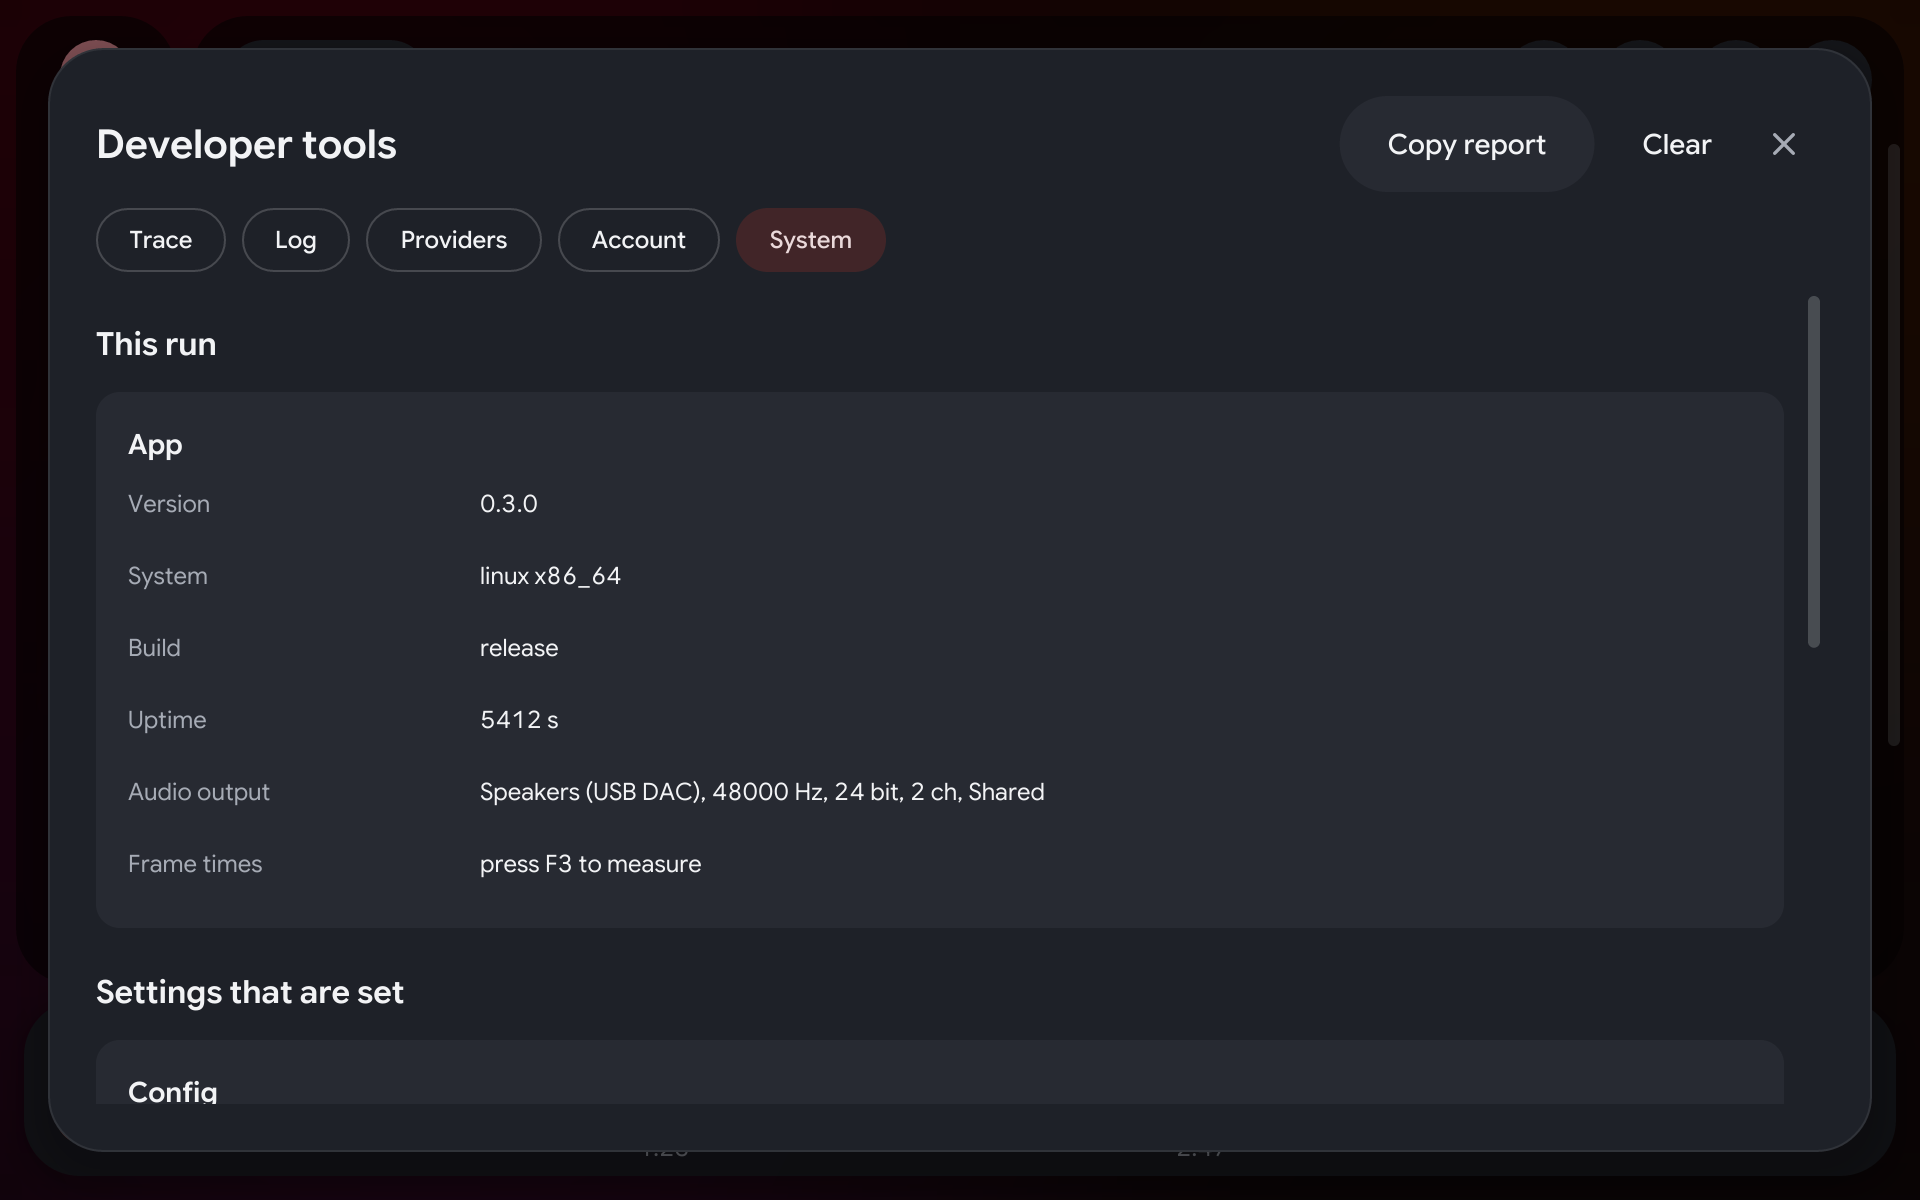 Developer tools
Copy report
Clear
Trace
Log
Providers
Account
System
This run
App
Version 0.3.0
System linux x86_64
Build release
Uptime 5412 s
Audio output Speakers (USB DAC), 48000 Hz, 24 bit, 2 ch, Shared
Frame times press F3 to measure
Settings that are set
Config